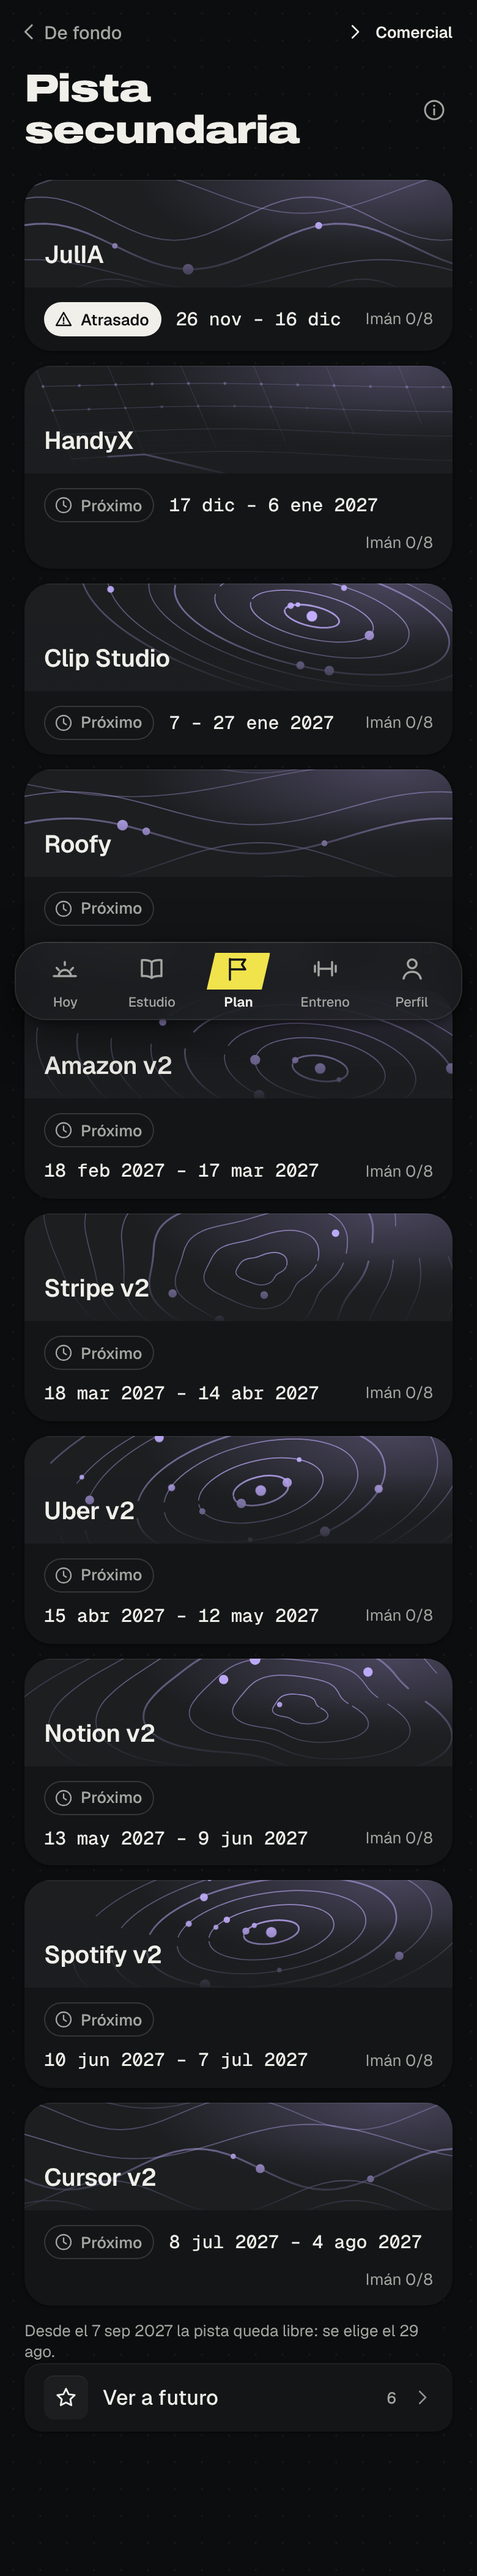 De fondo
Comercial
Pista
secundaria
JulIA
Atrasado 26 nov – 16 dic Imán 0/8
HandyX
Próximo 17 dic – 6 ene 2027
Imán 0/8
Clip Studio
Próximo 7 – 27 ene 2027 Imán 0/8
Roofy
Próximo
Hoy Estudio Plan Entreno Perfil
Amazon v2
Próximo
18 feb 2027 – 17 mar 2027 Imán 0/8
Stripe v2
Próximo
18 mar 2027 – 14 abr 2027 Imán 0/8
Uber v2
Próximo
15 abr 2027 – 12 may 2027 Imán 0/8
Notion v2
Próximo
13 may 2027 – 9 jun 2027 Imán 0/8
Spotify v2
Próximo
10 jun 2027 – 7 jul 2027 Imán 0/8
Cursor v2
Próximo 8 jul 2027 – 4 ago 2027
Imán 0/8
Desde el 7 sep 2027 la pista queda libre: se elige el 29
ago.
Ver a futuro 6